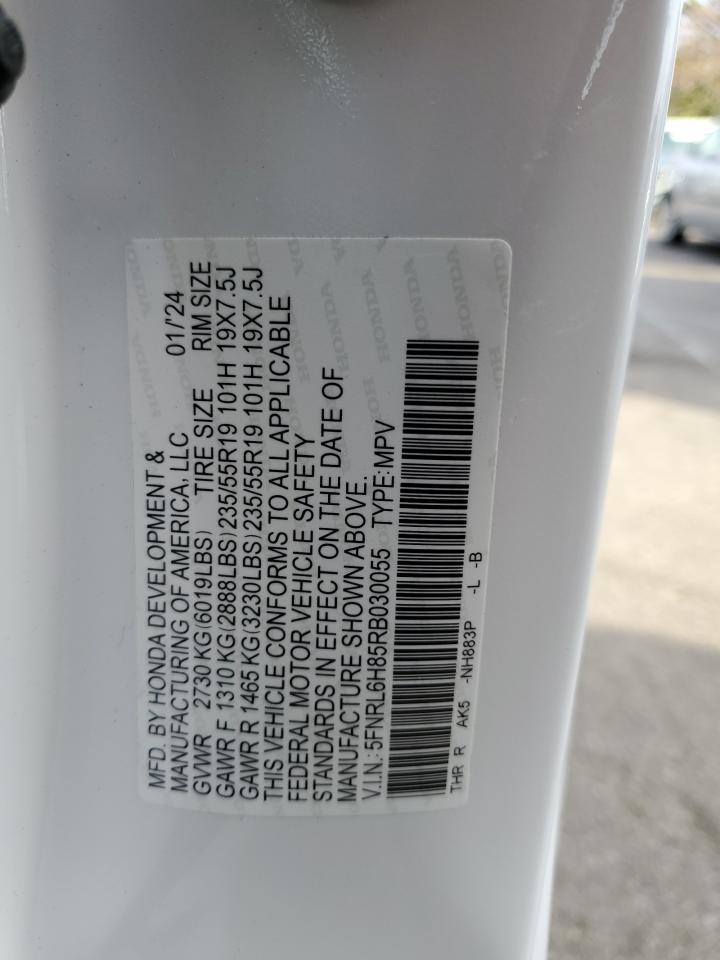 MFD. BY HONDA DEVELOPMENT &
MANUFACTURING OF AMERICA, LLC 01/'24
GVWR 2730 KG(6019LBS) TIRE SIZE RIM SIZE
GAWR F 1310 KG(2888LBS)235/55R19 101H 19X7.5J
GAWR R 1465 KG(3230LBS)235/55R19 101H 19X7.5J
THIS VEHICLE CONFORMS TO ALL APPLICABLE
FEDERAL MOTOR VEHICLE SAFETY
STANDARDS IN EFFECT ON THE DATE OF
MANUFACTURE SHOWN ABOVE.
V.I.N.:5FNRL6H85RB030055 TYPE:MPV
THR R AK5 -NH883P -L -B
HONDA